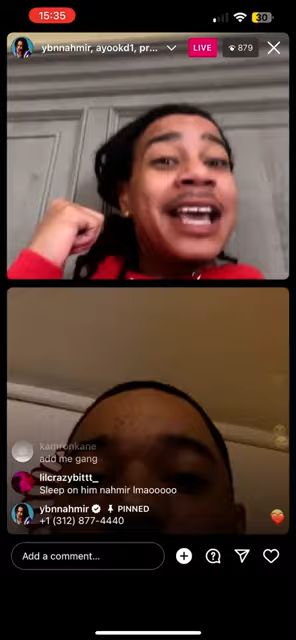 15:35
30
ybnnahmir, ayookd1, pr...
LIVE
879
kamronkane
add me gang
lilcrazybittt_
Sleep on him nahmir lmaooooo
ybnnahmir PINNED
+1 (312) 877-4440
Add a comment...